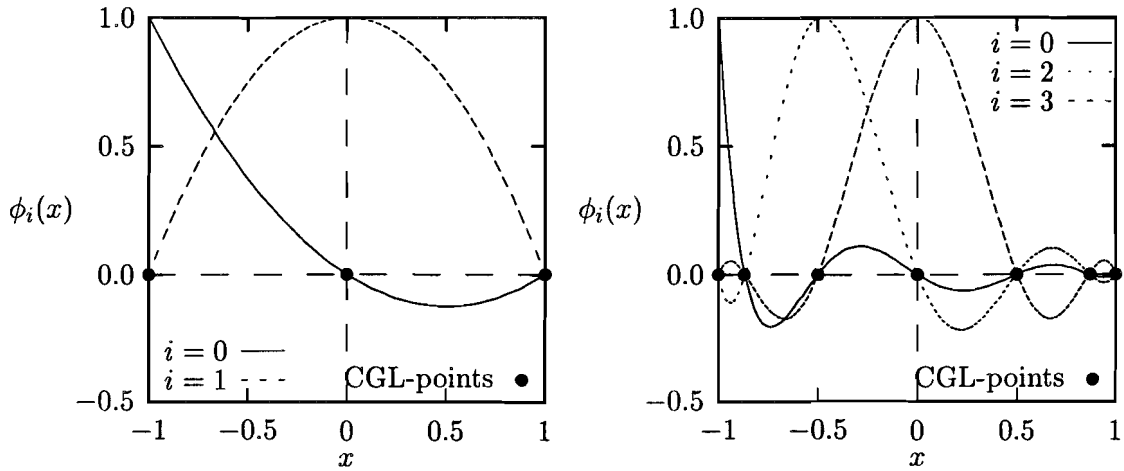 1.0
0.5
0.0
−0.5
ϕᵢ(x)
i = 0
i = 1
CGL-points
−1
−0.5
0
0.5
1
x
1.0
0.5
0.0
−0.5
ϕᵢ(x)
i = 0
i = 2
i = 3
CGL-points
−1
−0.5
0
0.5
1
x